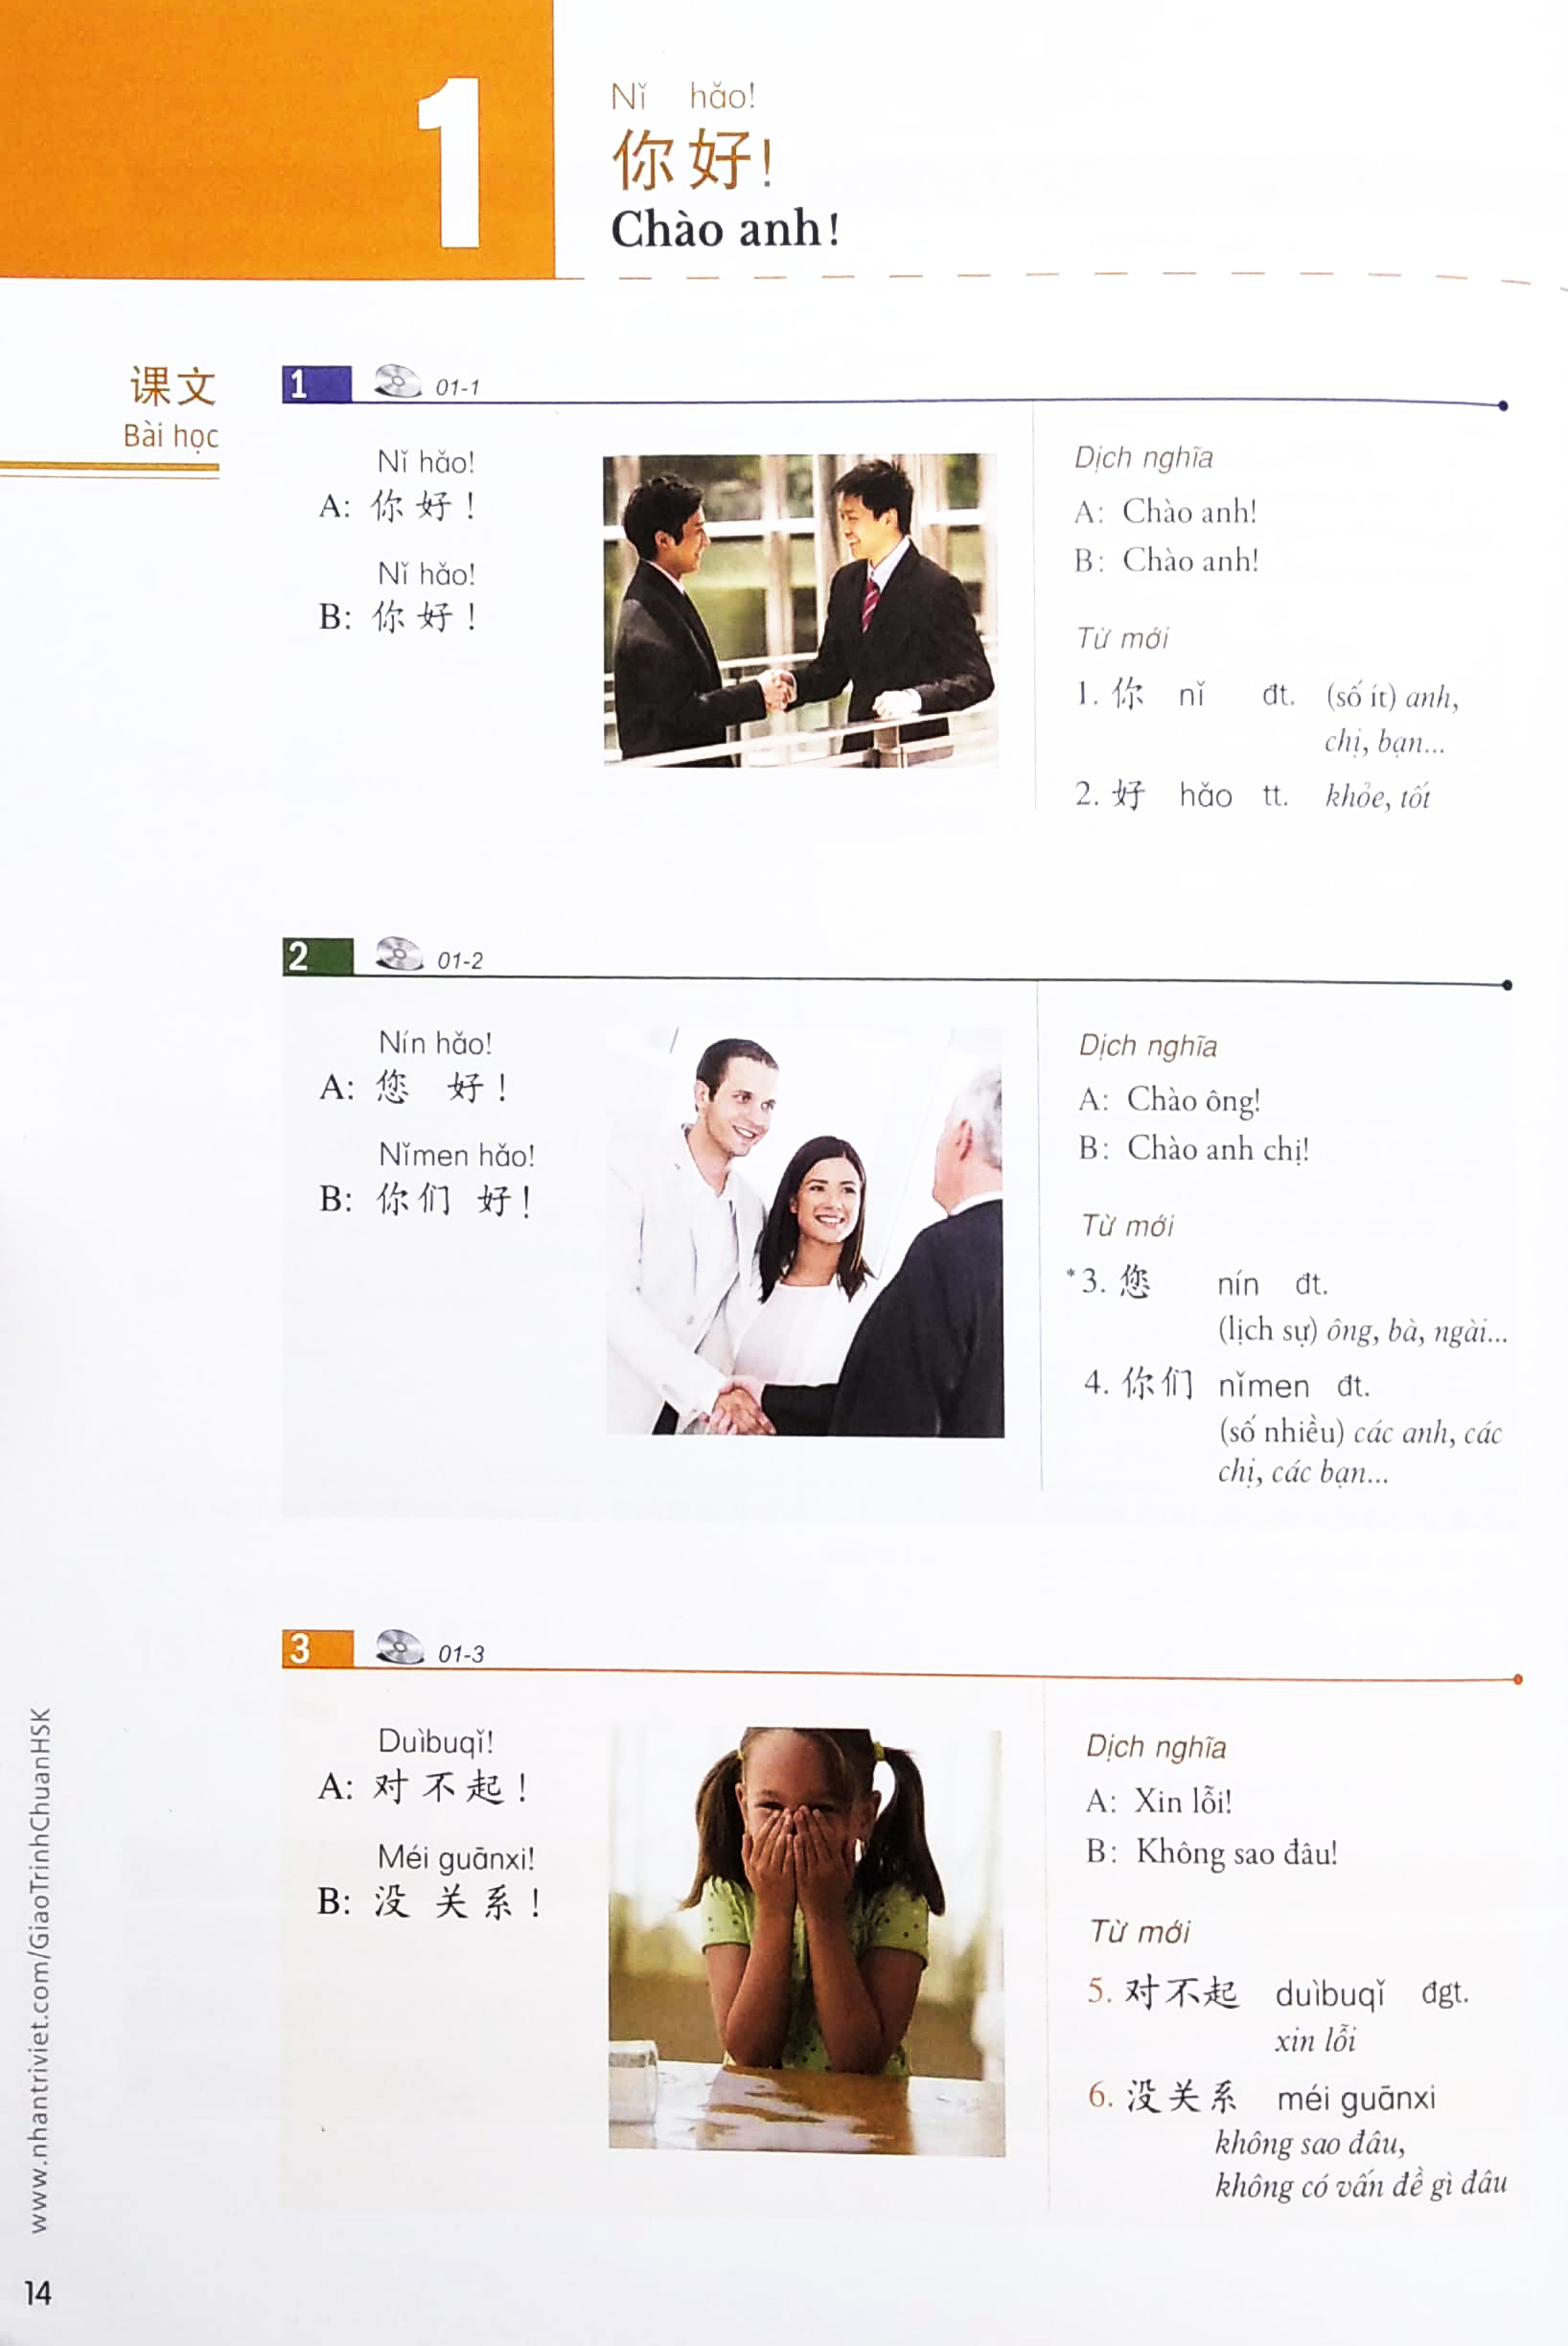 1
Nǐ hǎo!
你好!
Chào anh!
课文
Bài học
1 01-1
Nǐ hǎo!
A: 你好!
Nǐ hǎo!
B: 你好!
Dịch nghĩa
A: Chào anh!
B: Chào anh!
Từ mới
1. 你 nǐ đt. (số ít) anh,
chị, bạn...
2. 好 hǎo tt. khỏe, tốt
2 01-2
Nín hǎo!
A: 您 好!
Nǐmen hǎo!
B: 你们 好!
Dịch nghĩa
A: Chào ông!
B: Chào anh chị!
Từ mới
*3. 您 nín đt.
(lịch sự) ông, bà, ngài...
4. 你们 nǐmen đt.
(số nhiều) các anh, các
chị, các bạn...
3 01-3
Duìbuqǐ!
A: 对不起!
Méi guānxi!
B: 没关系!
Dịch nghĩa
A: Xin lỗi!
B: Không sao đâu!
Từ mới
5. 对不起 duìbuqǐ đgt.
xin lỗi
6. 没关系 méi guānxi
không sao đâu,
không có vấn đề gì đâu
www.nhantriviet.com/GiaoTrinhChuanHSK
14